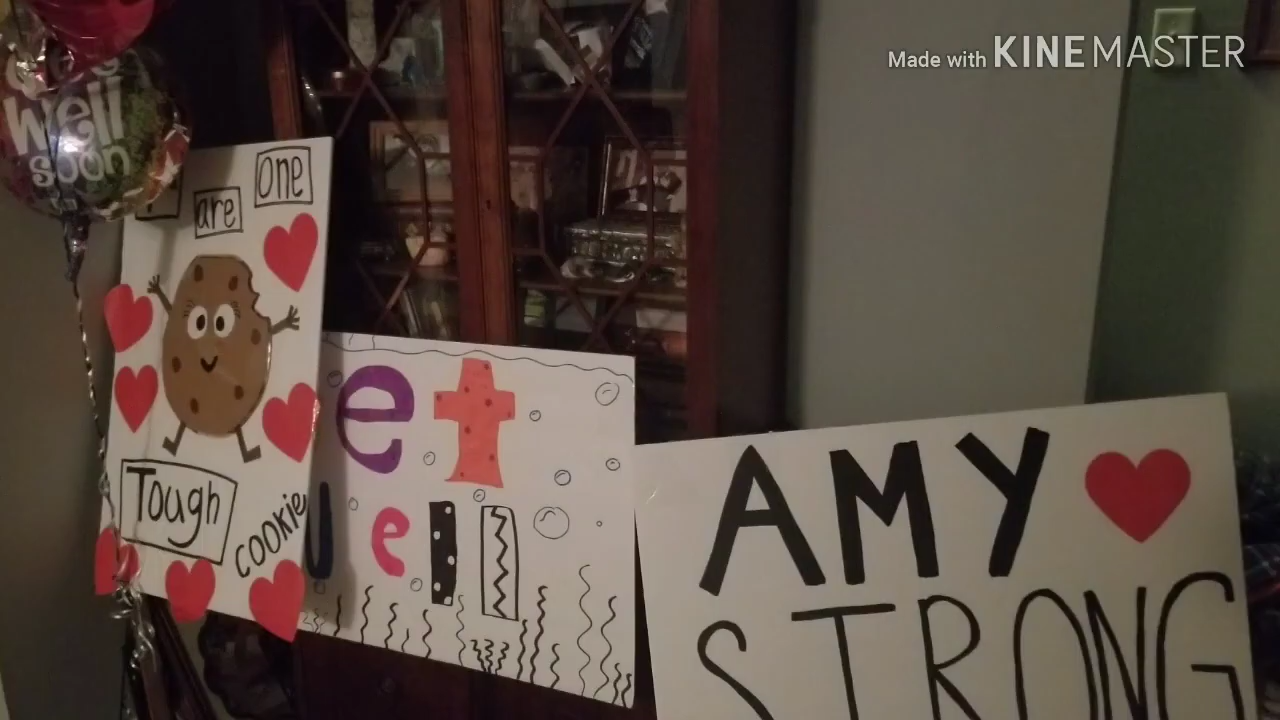 Made with KINEMASTER
well
soon
are
one
Tough
cookie
et
ell
AMY
STRONG